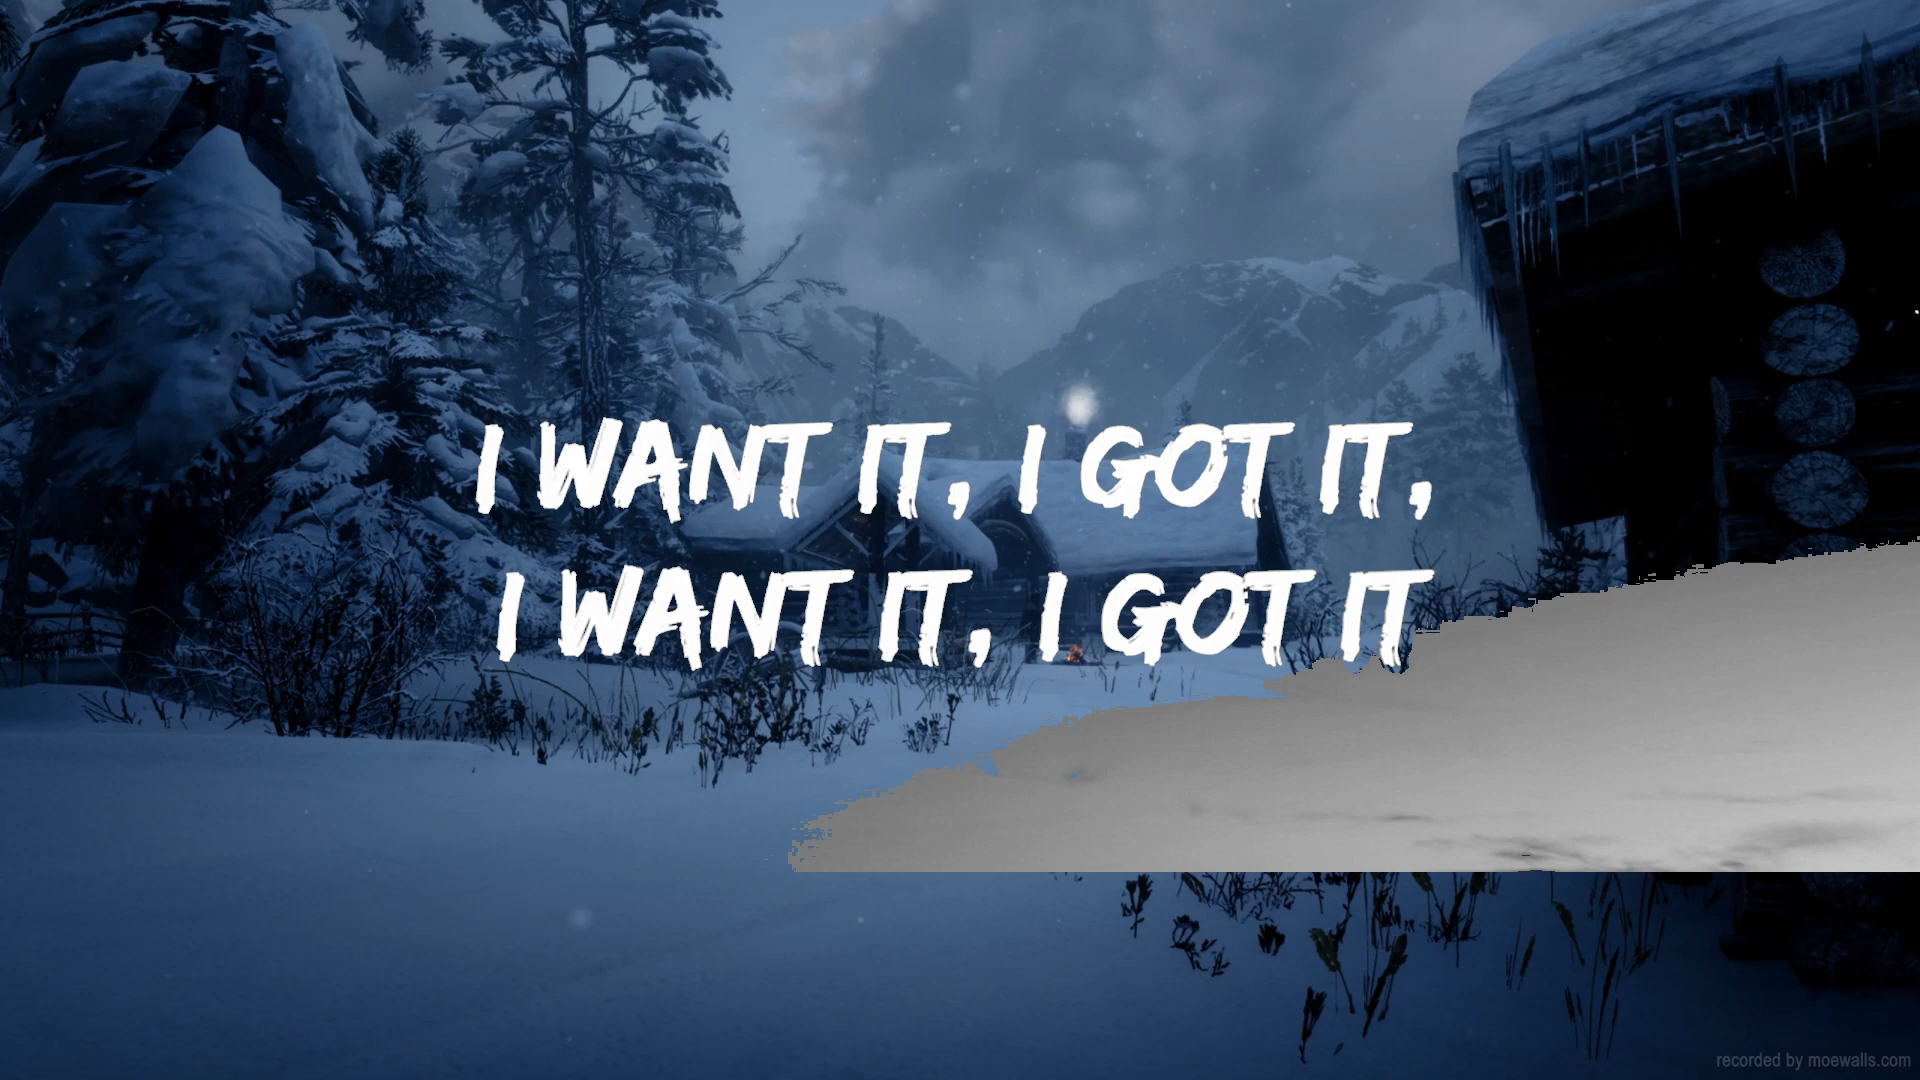 I WANT IT, I GOT IT,
I WANT IT, I GOT IT
recorded by moewalls.com